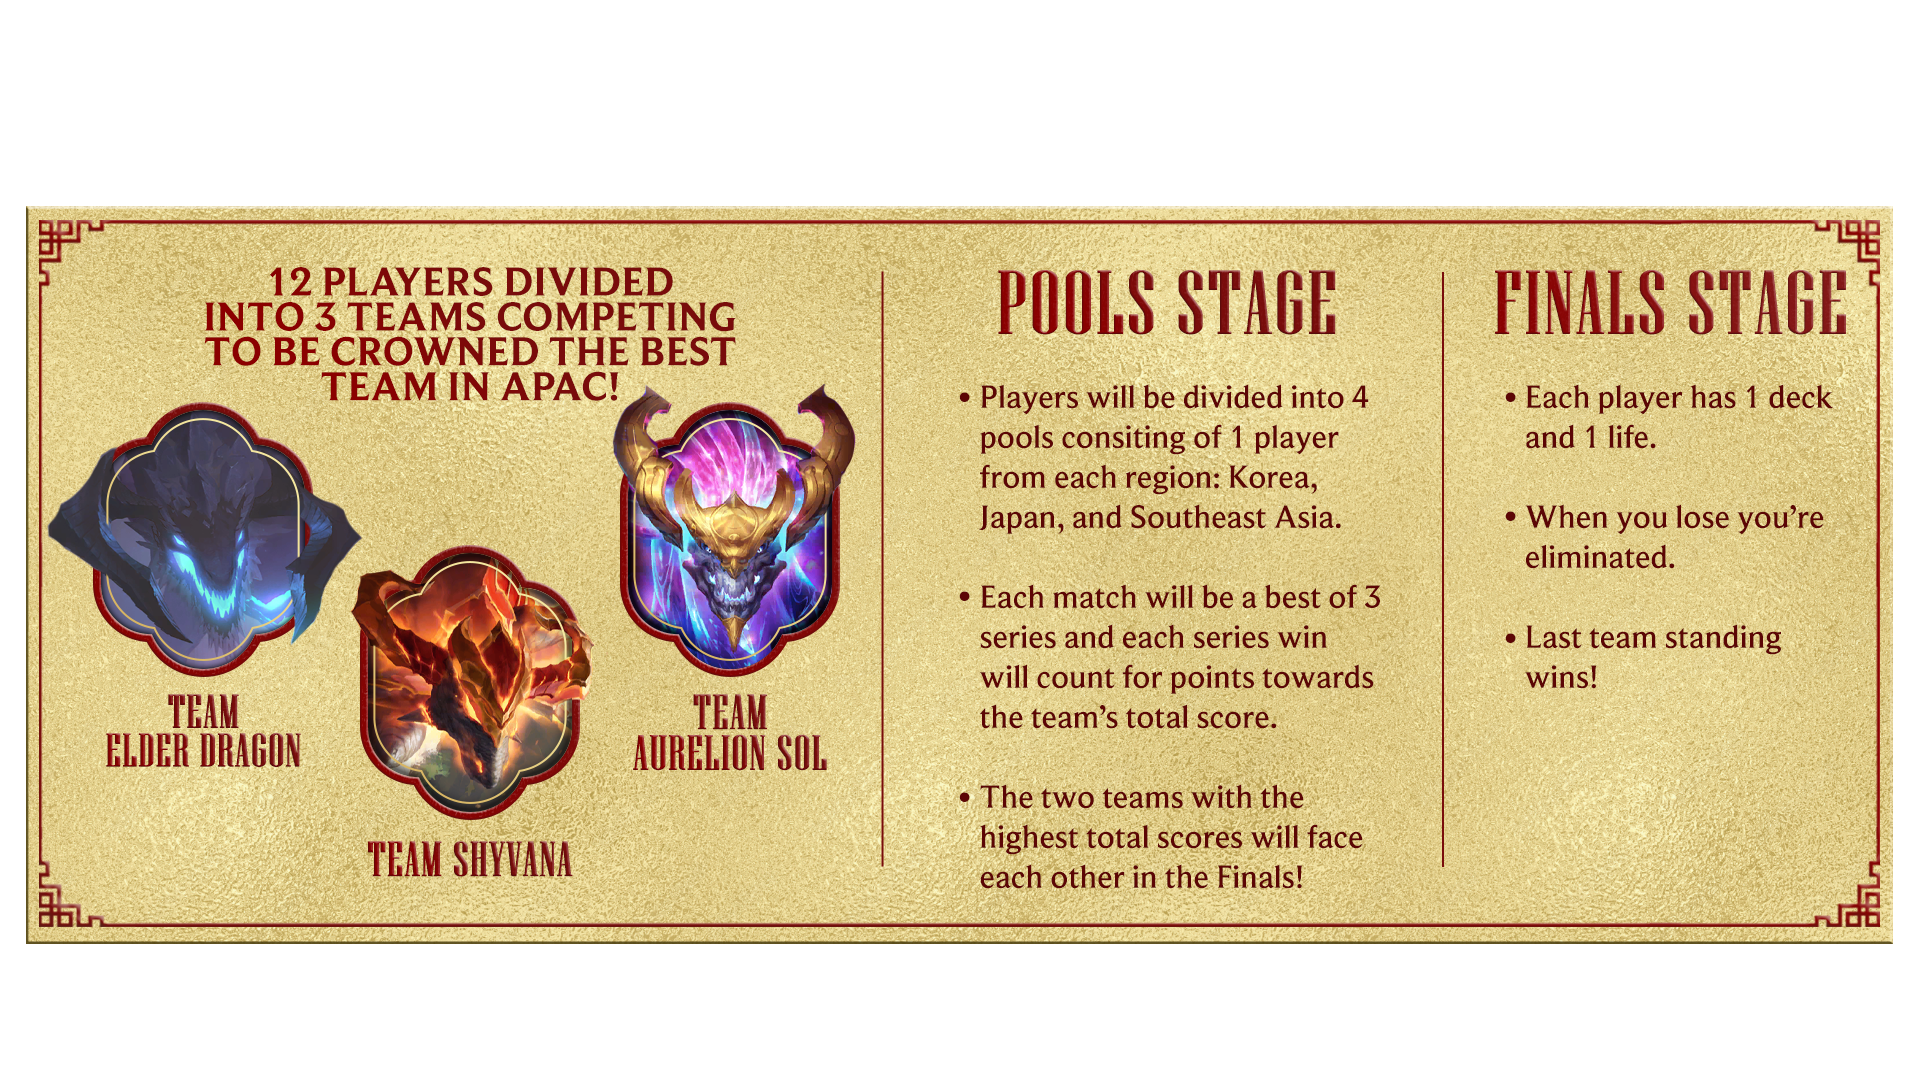 12 PLAYERS DIVIDED
INTO 3 TEAMS COMPETING
TO BE CROWNED THE BEST
TEAM IN APAC!
TEAM
ELDER DRAGON
TEAM SHYVANA
TEAM
AURELION SOL
POOLS STAGE
• Players will be divided into 4
pools consiting of 1 player
from each region: Korea,
Japan, and Southeast Asia.
• Each match will be a best of 3
series and each series win
will count for points towards
the team’s total score.
• The two teams with the
highest total scores will face
each other in the Finals!
FINALS STAGE
• Each player has 1 deck
and 1 life.
• When you lose you’re
eliminated.
• Last team standing
wins!